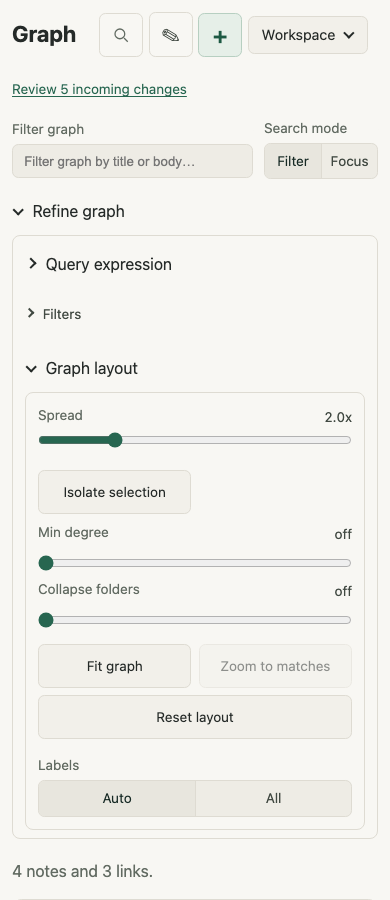 Graph
+
Workspace
Review 5 incoming changes
Filter graph
Search mode
Filter graph by title or body…
Filter
Focus
Refine graph
Query expression
Filters
Graph layout
Spread
2.0x
Isolate selection
Min degree
off
Collapse folders
off
Fit graph
Zoom to matches
Reset layout
Labels
Auto
All
4 notes and 3 links.